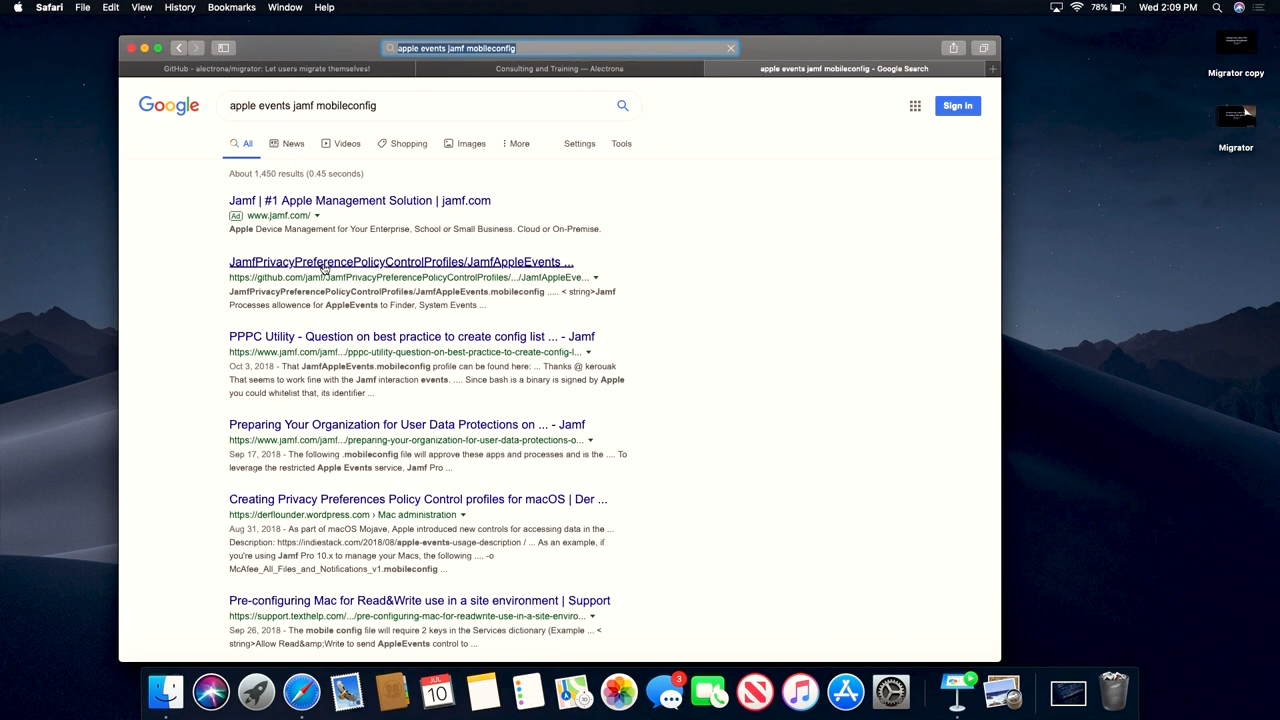 Safari File Edit View History Bookmarks Window Help
78% Wed 2:09 PM
apple events jamf mobileconfig
GitHub - alectrona/migrator: Let users migrate themselves!
Consulting and Training — Alectrona
apple events jamf mobileconfig - Google Search
Migrator copy
Migrator
Google
apple events jamf mobileconfig
Sign in
All News Videos Shopping Images More Settings Tools
About 1,450 results (0.45 seconds)
Jamf | #1 Apple Management Solution | jamf.com
Ad www.jamf.com/
Apple Device Management for Your Enterprise, School or Small Business. Cloud or On-Premise.
JamfPrivacyPreferencePolicyControlProfiles/JamfAppleEvents ...
https://github.com/jamf/JamfPrivacyPreferencePolicyControlProfiles/.../JamfAppleEve...
JamfPrivacyPreferencePolicyControlProfiles/JamfAppleEvents.mobileconfig ..... < string>Jamf
Processes allowence for AppleEvents to Finder, System Events ...
PPPC Utility - Question on best practice to create config list ... - Jamf
https://www.jamf.com/jamf.../pppc-utility-question-on-best-practice-to-create-config-l...
Oct 3, 2018 - That JamfAppleEvents.mobileconfig profile can be found here: ... Thanks @ kerouak
That seems to work fine with the Jamf interaction events. .... Since bash is a binary is signed by Apple
you could whitelist that, its identifier ...
Preparing Your Organization for User Data Protections on ... - Jamf
https://www.jamf.com/jamf.../preparing-your-organization-for-user-data-protections-o...
Sep 17, 2018 - The following .mobileconfig file will approve these apps and processes and is the .... To
leverage the restricted Apple Events service, Jamf Pro ...
Creating Privacy Preferences Policy Control profiles for macOS | Der ...
https://derflounder.wordpress.com › Mac administration
Aug 31, 2018 - As part of macOS Mojave, Apple introduced new controls for accessing data in the ...
Description: https://indiestack.com/2018/08/apple-events-usage-description / ... As an example, if
you're using Jamf Pro 10.x to manage your Macs, the following .... -o
McAfee_All_Files_and_Notifications_v1.mobileconfig ...
Pre-configuring Mac for Read&Write use in a site environment | Support
https://support.texthelp.com/.../pre-configuring-mac-for-readwrite-use-in-a-site-enviro...
Sep 26, 2018 - The mobile config file will require 2 keys in the Services dictionary (Example ... <
string>Allow Read&amp;Write to send AppleEvents control to ...
JUL
10
3